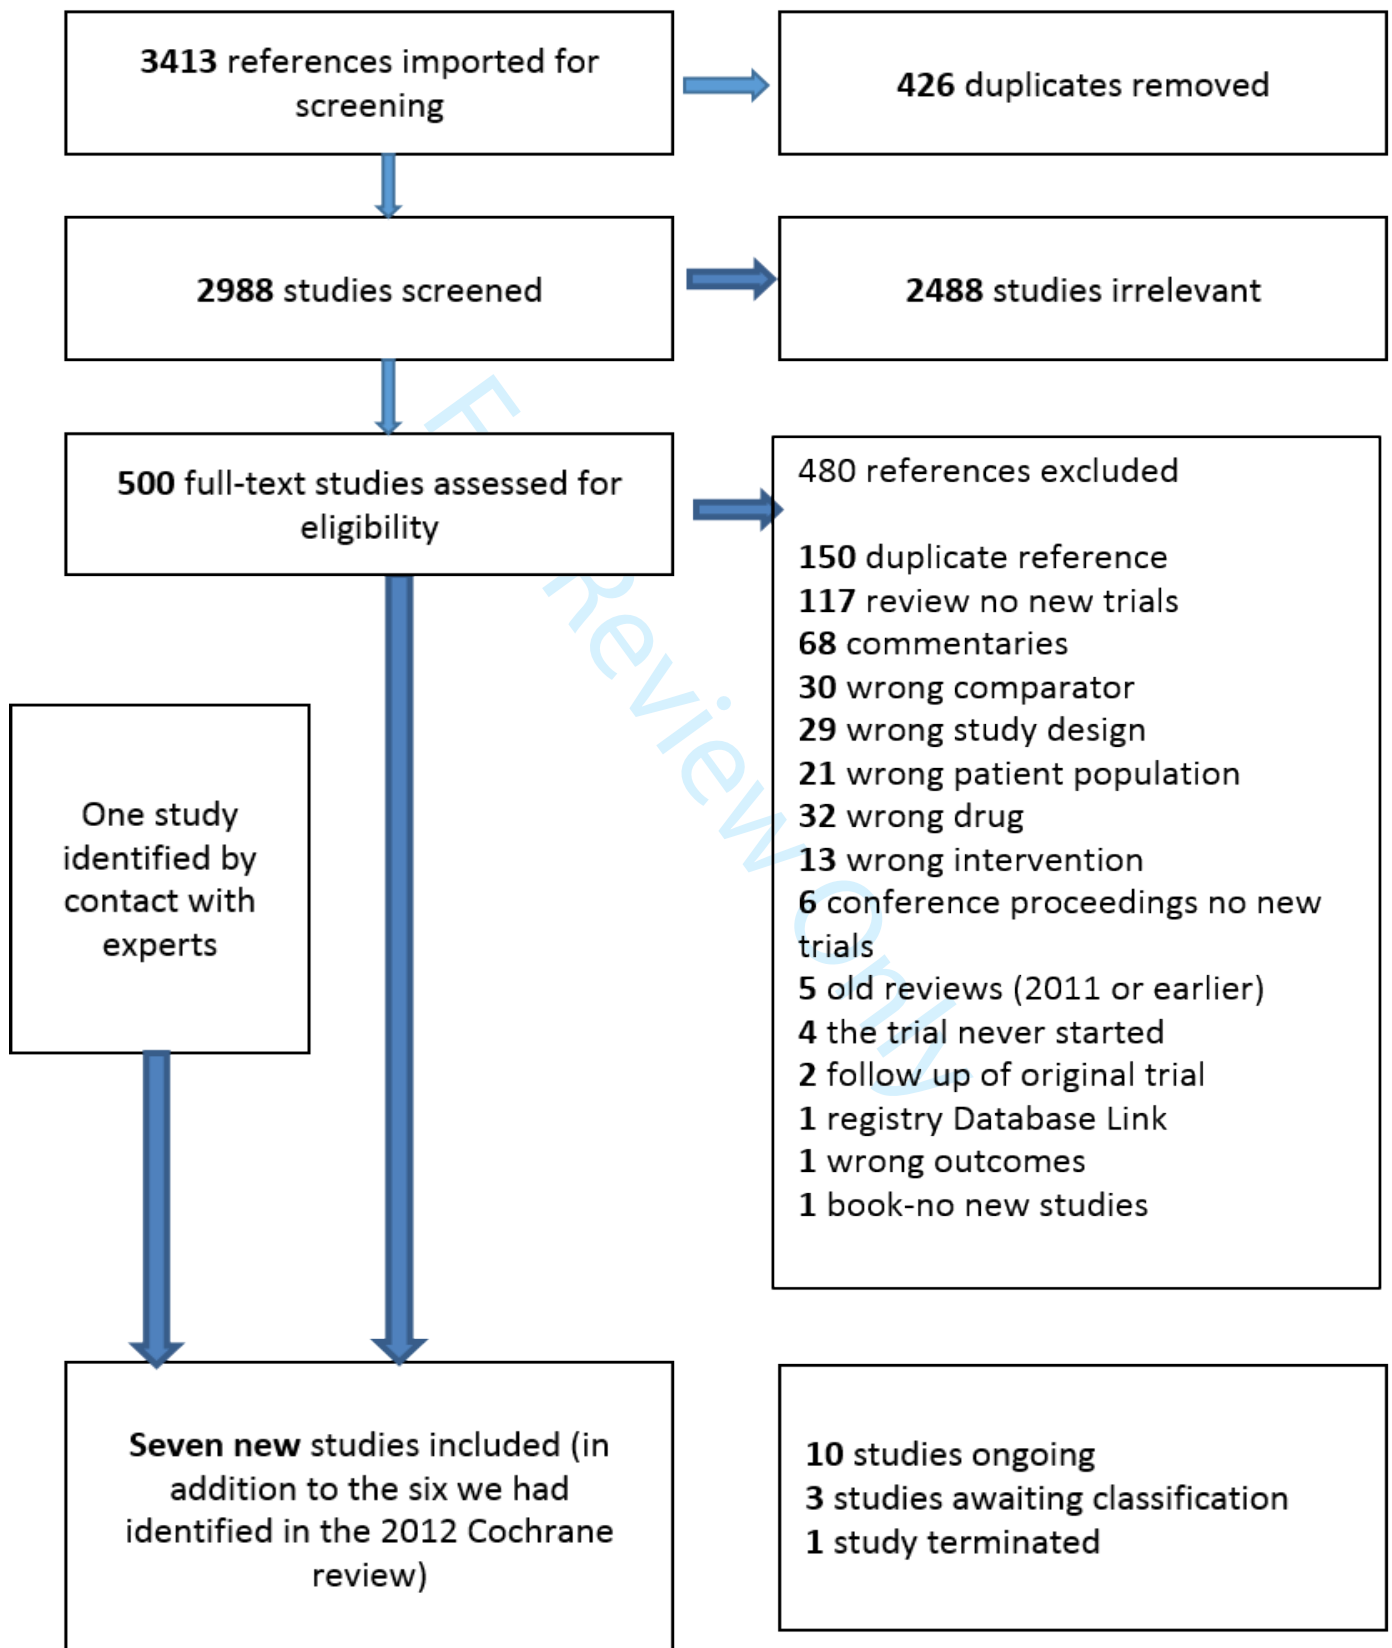 3413 references imported for
screening
426 duplicates removed
2988 studies screened
2488 studies irrelevant
500 full-text studies assessed for
eligibility
480 references excluded
150 duplicate reference
117 review no new trials
68 commentaries
30 wrong comparator
29 wrong study design
21 wrong patient population
32 wrong drug
13 wrong intervention
6 conference proceedings no new
trials
5 old reviews (2011 or earlier)
4 the trial never started
2 follow up of original trial
1 registry Database Link
1 wrong outcomes
1 book-no new studies
One study
identified by
contact with
experts
Seven new studies included (in
addition to the six we had
identified in the 2012 Cochrane
review)
10 studies ongoing
3 studies awaiting classification
1 study terminated
Review Only